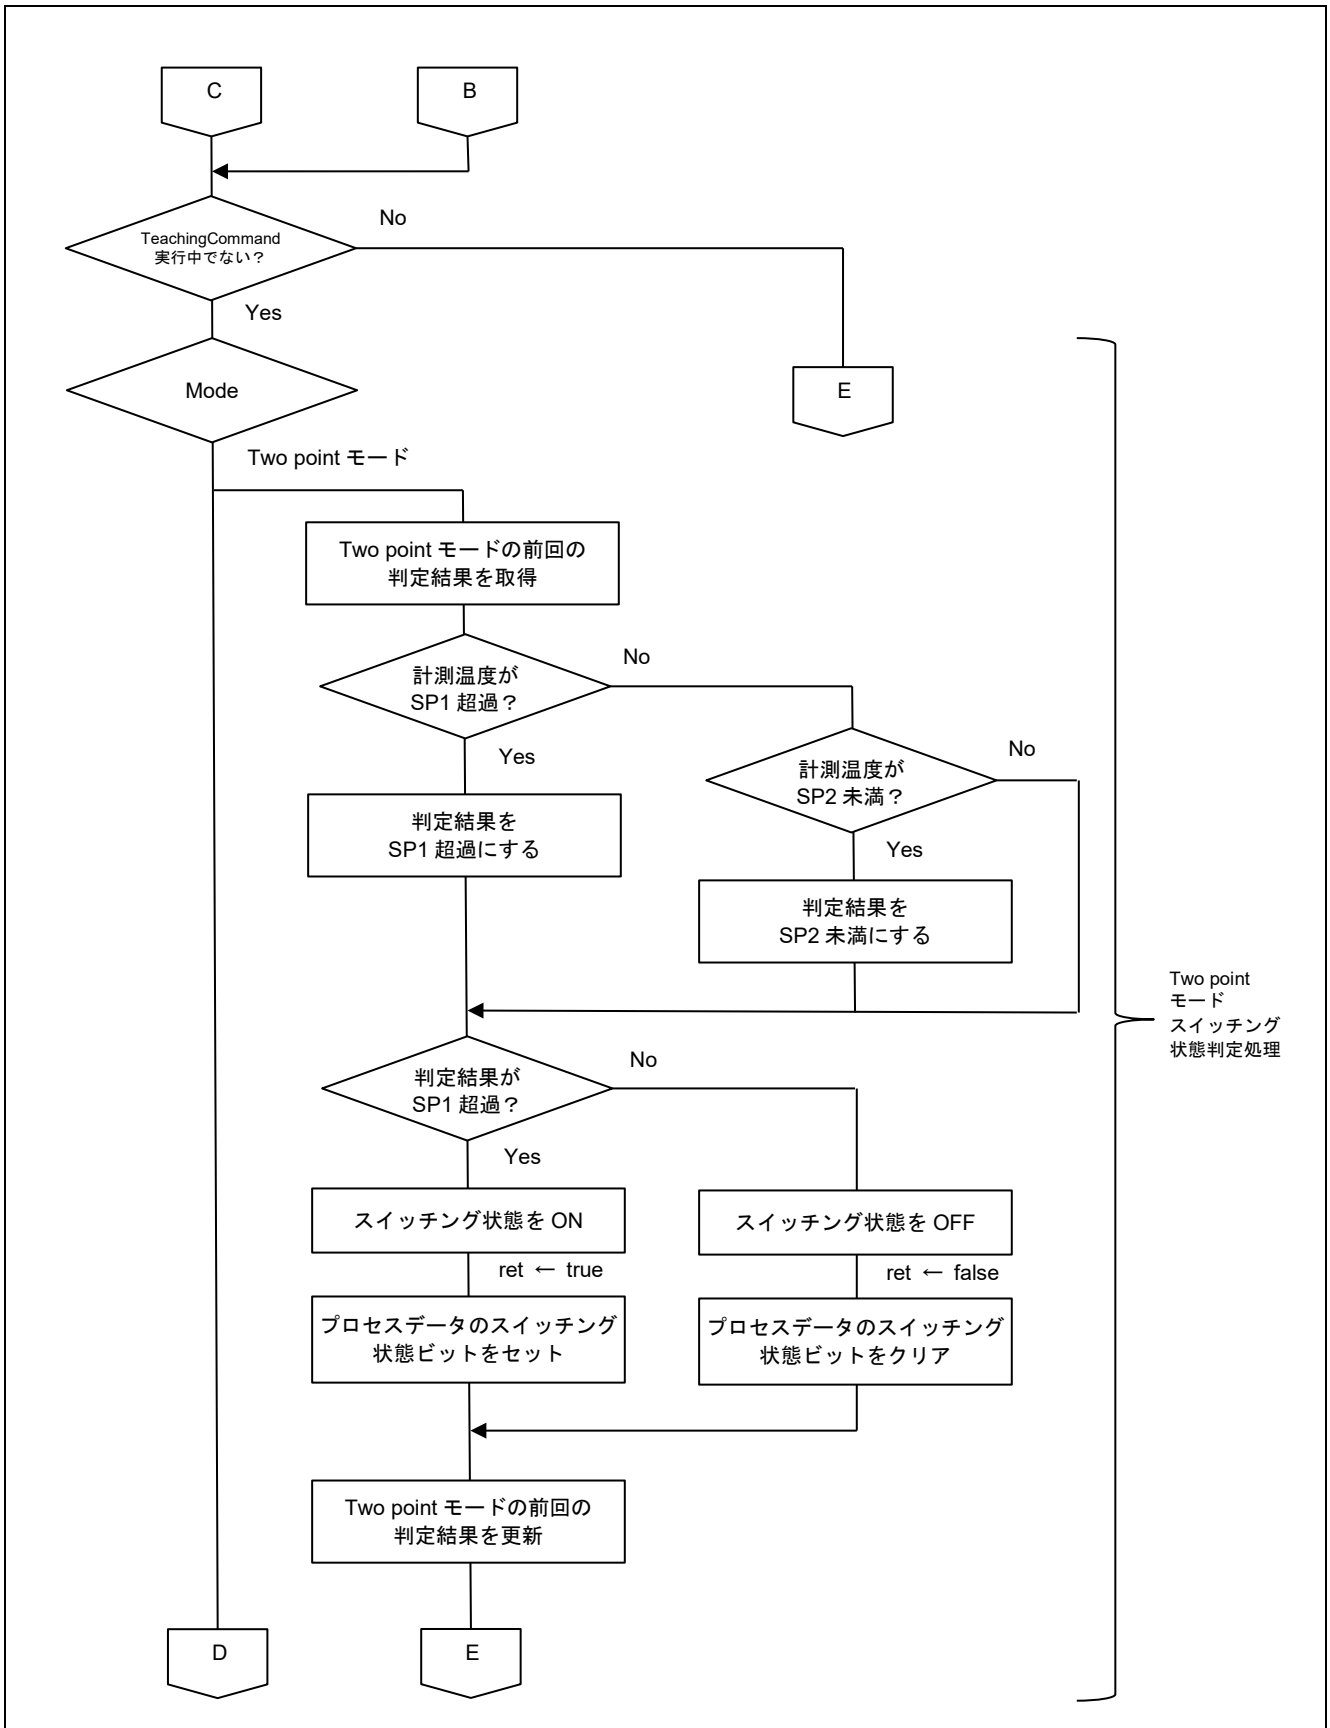 C
B
No
TeachingCommand
実行中でない？
Yes
Mode
E
Two point モード
Two point モードの前回の
判定結果を取得
計測温度が
SP1 超過？
No
Yes
計測温度が
SP2 未満？
No
判定結果を
SP1 超過にする
Yes
判定結果を
SP2 未満にする
Two point
モード
スイッチング
状態判定処理
判定結果が
SP1 超過？
No
Yes
スイッチング状態を ON
スイッチング状態を OFF
ret ← true
ret ← false
プロセスデータのスイッチング
状態ビットをセット
プロセスデータのスイッチング
状態ビットをクリア
Two point モードの前回の
判定結果を更新
D
E